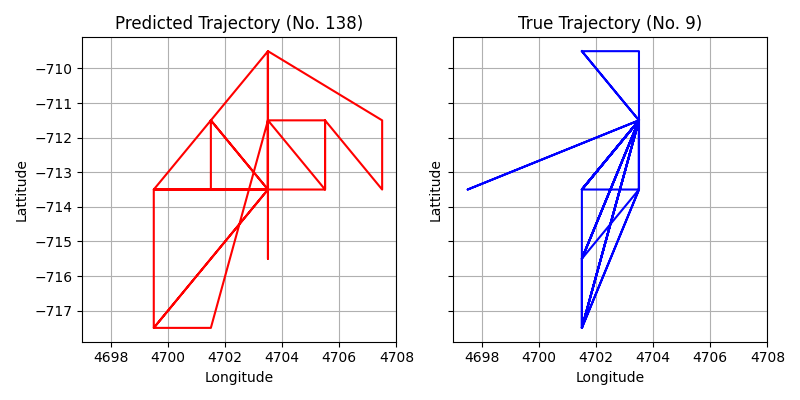 Predicted Trajectory (No. 138)
True Trajectory (No. 9)
Lattitude
−710
−711
−712
−713
−714
−715
−716
−717
4698 4700 4702 4704 4706 4708
Longitude
Lattitude
4698 4700 4702 4704 4706 4708
Longitude